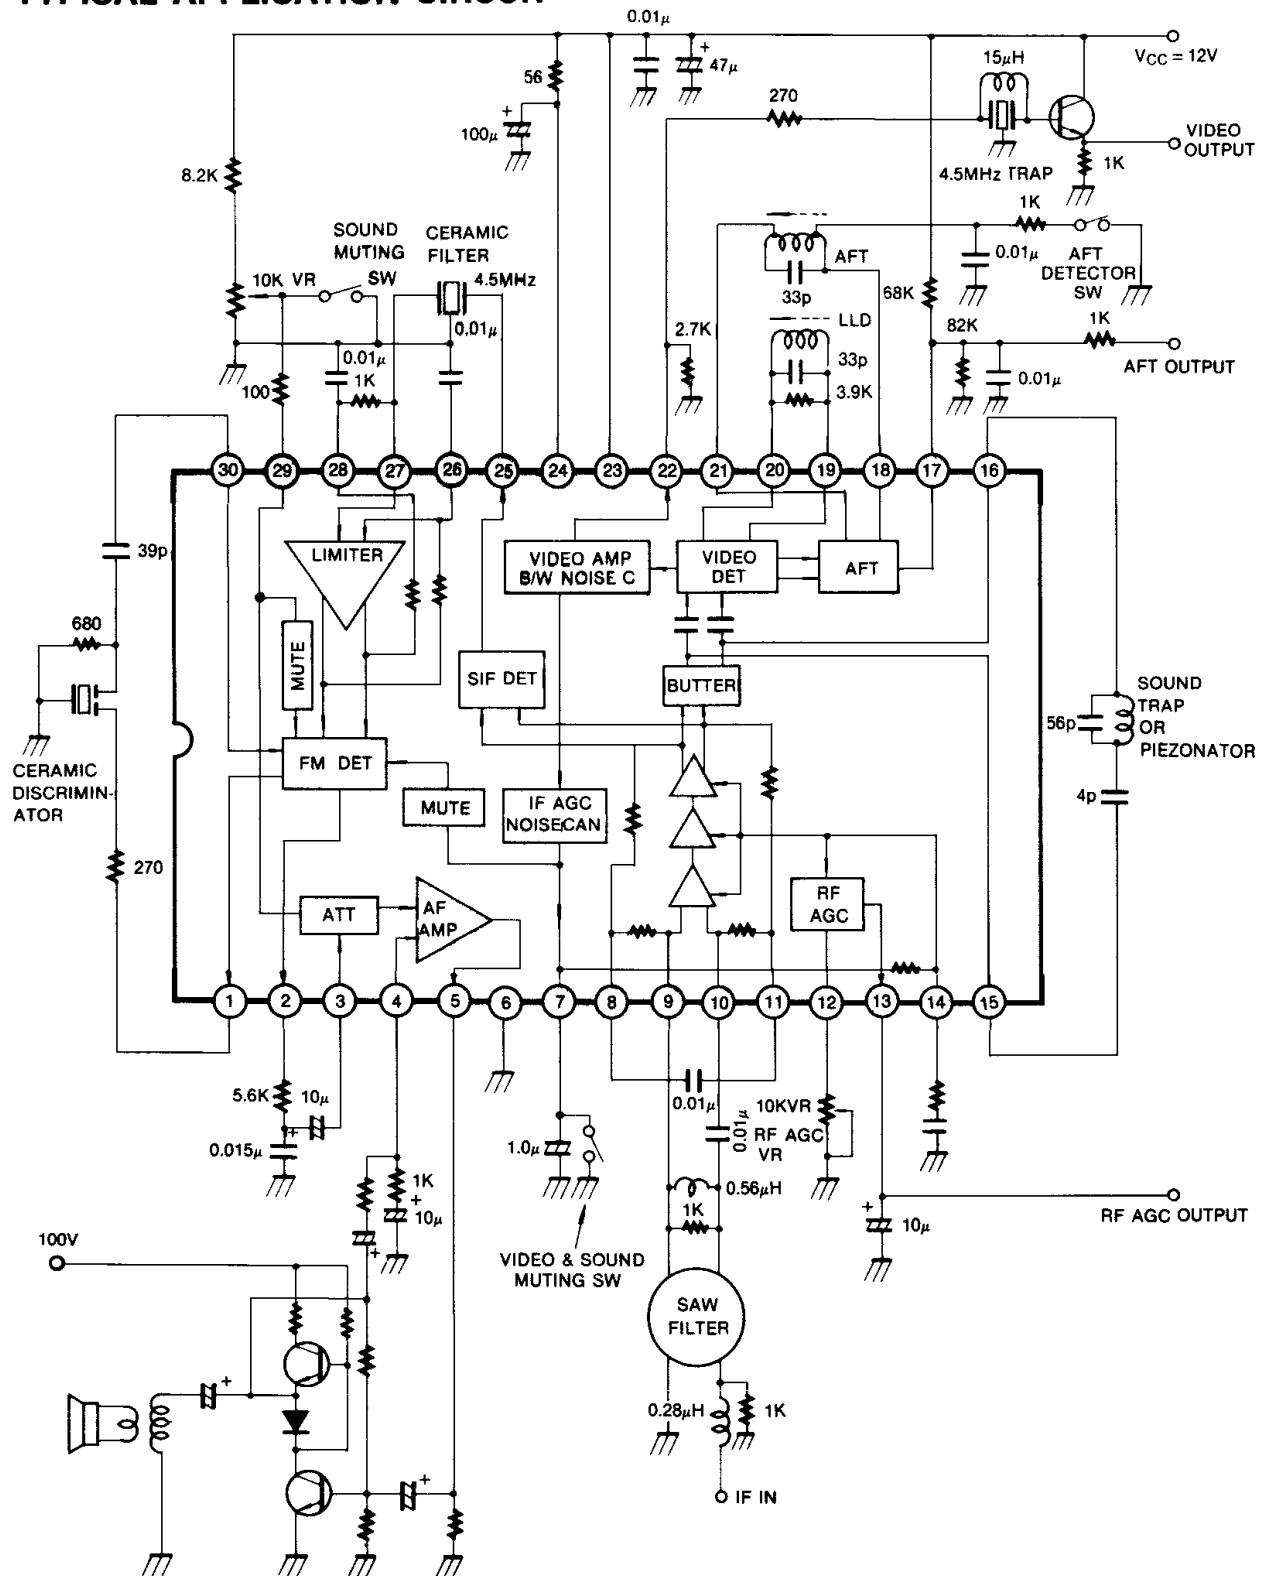 TYPICAL APPLICATION CIRCUIT
0.01µ
VCC = 12V
56
47µ
15µH
270
100µ
VIDEO
OUTPUT
8.2K
4.5MHz TRAP
1K
SOUND
MUTING
SW
CERAMIC
FILTER
4.5MHz
1K
AFT
0.01µ
AFT
DETECTOR
SW
10K VR
33p
68K
0.01µ
LLD
82K
1K
2.7K
0.01µ
33p
AFT OUTPUT
100
1K
3.9K
0.01µ
30
29
28
27
26
25
24
23
22
21
20
19
18
17
16
39p
LIMITER
VIDEO AMP
B/W NOISE C
VIDEO
DET
AFT
680
MUTE
SIF DET
BUTTER
SOUND
TRAP
OR
PIEZONATOR
56p
FM DET
CERAMIC
DISCRIMIN-
ATOR
MUTE
IF AGC
NOISECAN
4p
270
ATT
AF
AMP
RF
AGC
1
2
3
4
5
6
7
8
9
10
11
12
13
14
15
5.6K
10µ
0.01µ
10KVR
RF AGC
VR
0.01µ
0.015µ
1.0µ
1K
0.56µH
10µ
1K
10µ
RF AGC OUTPUT
100V
VIDEO & SOUND
MUTING SW
SAW
FILTER
0.28µH
1K
IF IN